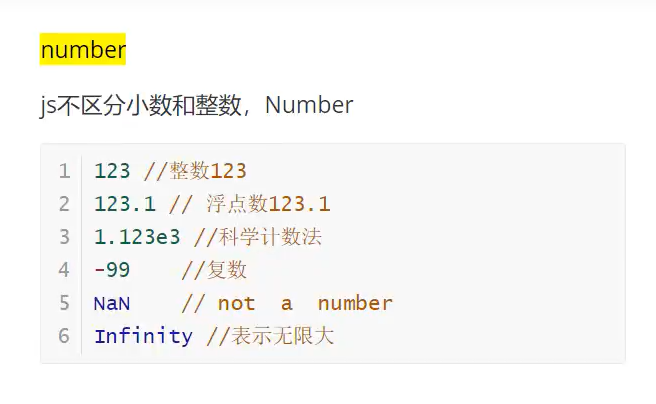 number
js不区分小数和整数，Number
1 123 //整数123
2 123.1 // 浮点数123.1
3 1.123e3 //科学计数法
4 -99    //复数
5 NaN    // not  a  number
6 Infinity //表示无限大